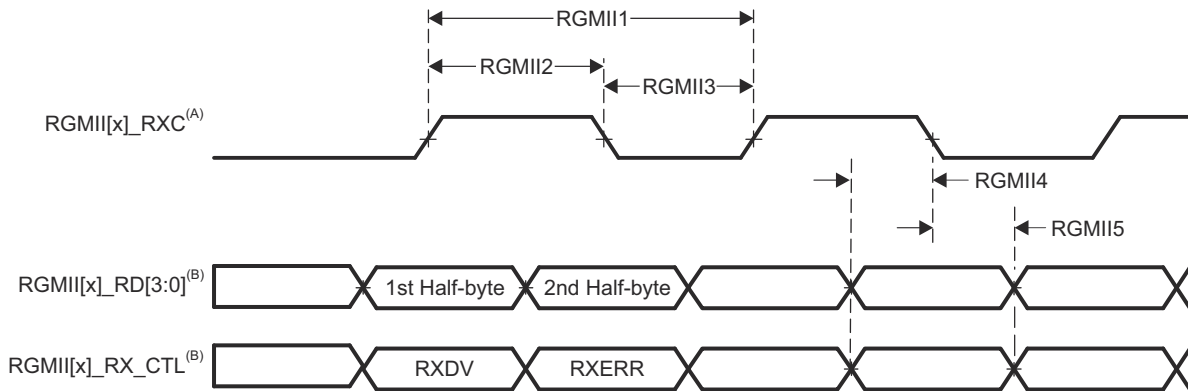 RGMII1
RGMII2
RGMII3
RGMII[x]_RXC(A)
RGMII4
RGMII5
RGMII[x]_RD[3:0](B)
1st Half-byte
2nd Half-byte
RGMII[x]_RX_CTL(B)
RXDV
RXERR